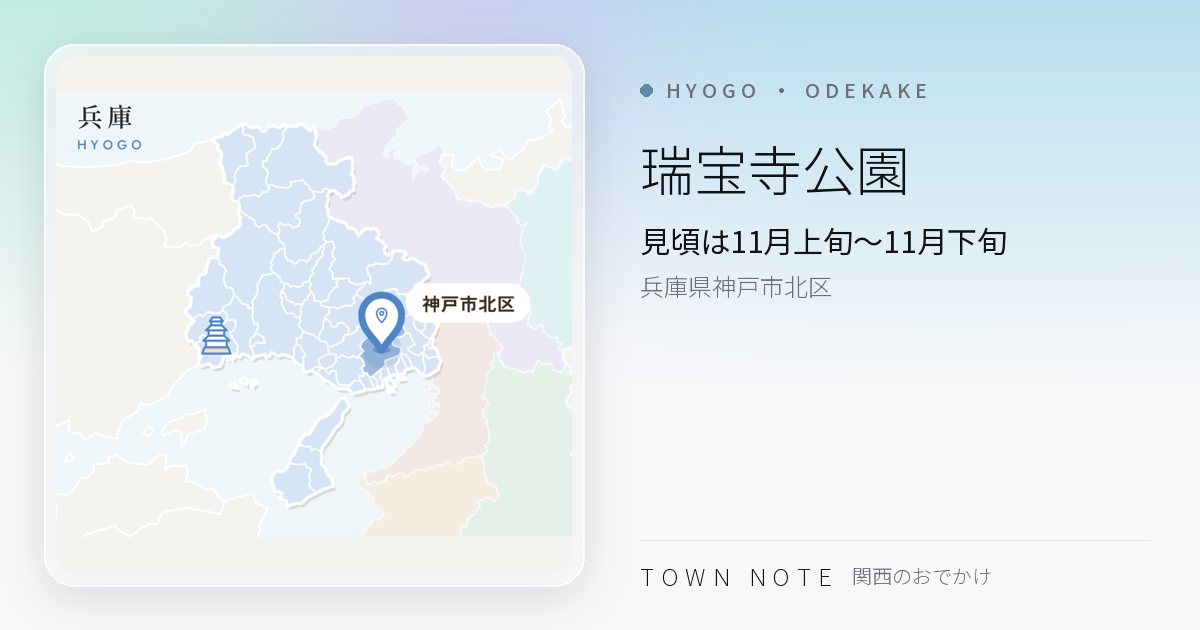 兵庫
HYOGO
神戸市北区
HYOGO・ODEKAKE
瑞宝寺公園
見頃は11月上旬〜11月下旬
兵庫県神戸市北区
TOWN NOTE 関西のおでかけ